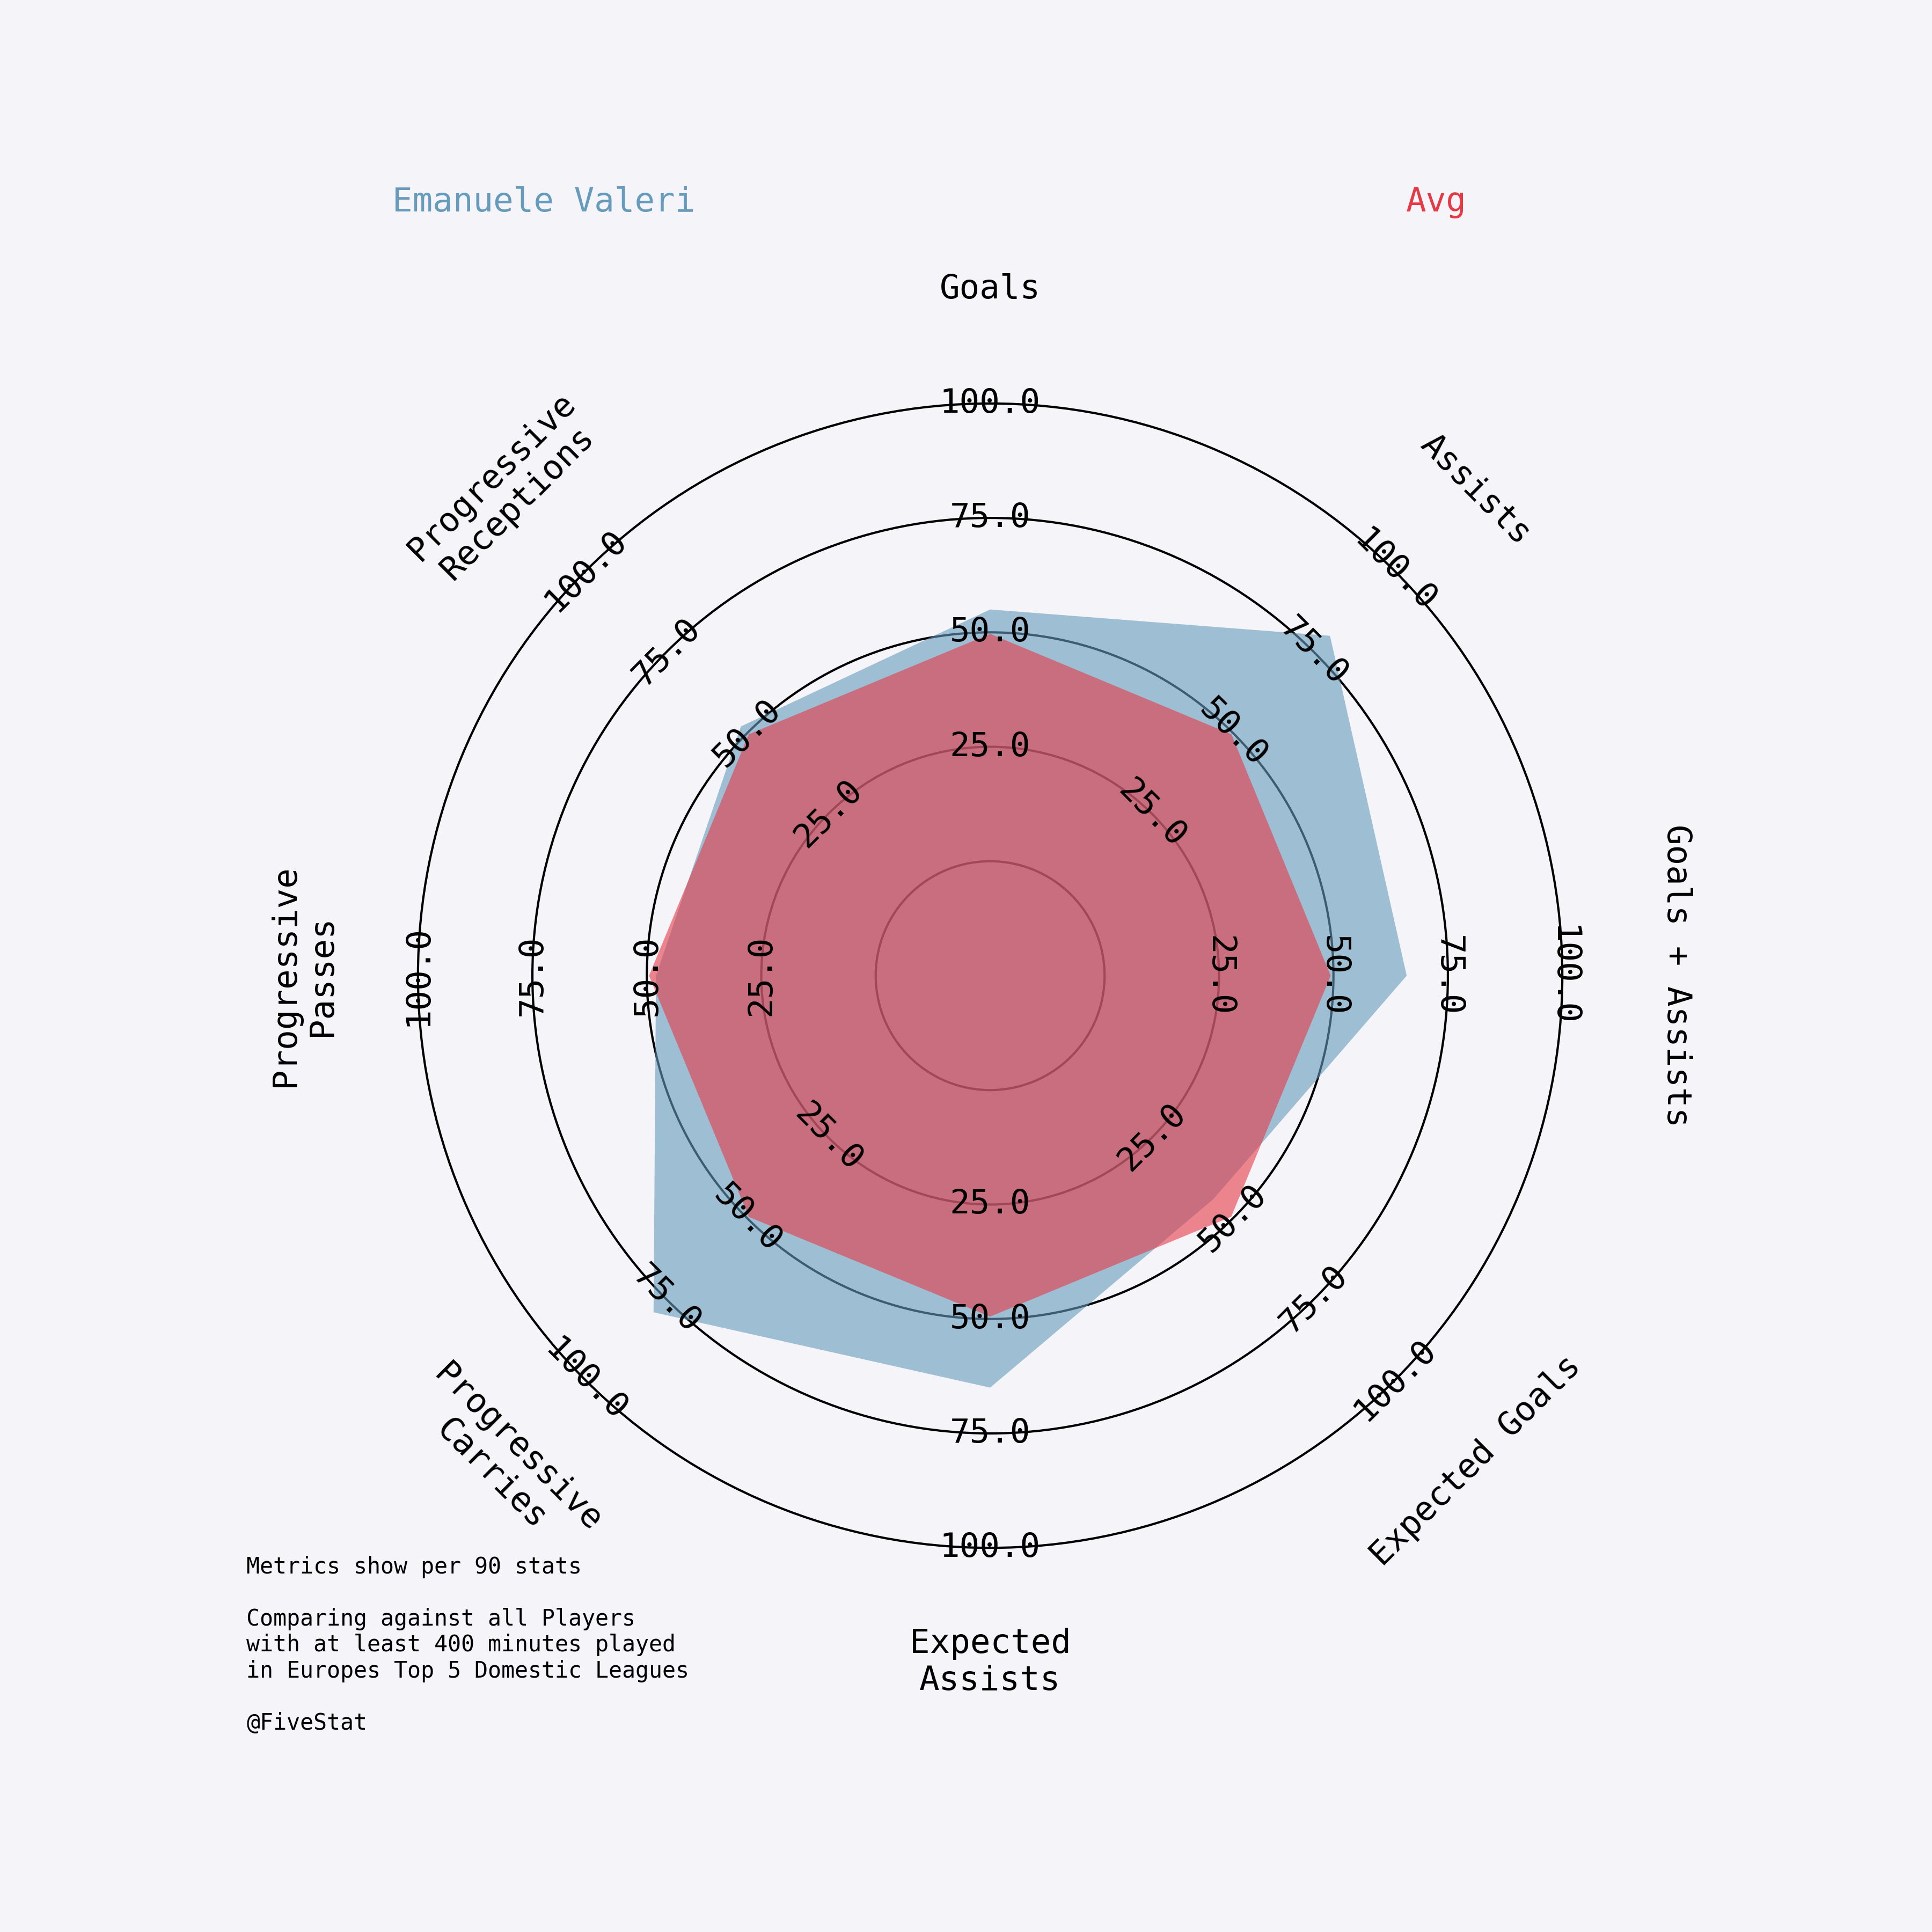 Emanuele Valeri
Avg
Goals
Assists
Goals + Assists
Expected Goals
Expected
Assists
Progressive
Carries
Progressive
Passes
Progressive
Receptions
25.0
50.0
75.0
100.0
25.0
50.0
75.0
100.0
25.0
50.0
75.0
100.0
25.0
50.0
75.0
100.0
25.0
50.0
75.0
100.0
25.0
50.0
75.0
100.0
25.0
50.0
75.0
100.0
25.0
50.0
75.0
100.0
Metrics show per 90 stats
Comparing against all Players
with at least 400 minutes played
in Europes Top 5 Domestic Leagues
@FiveStat